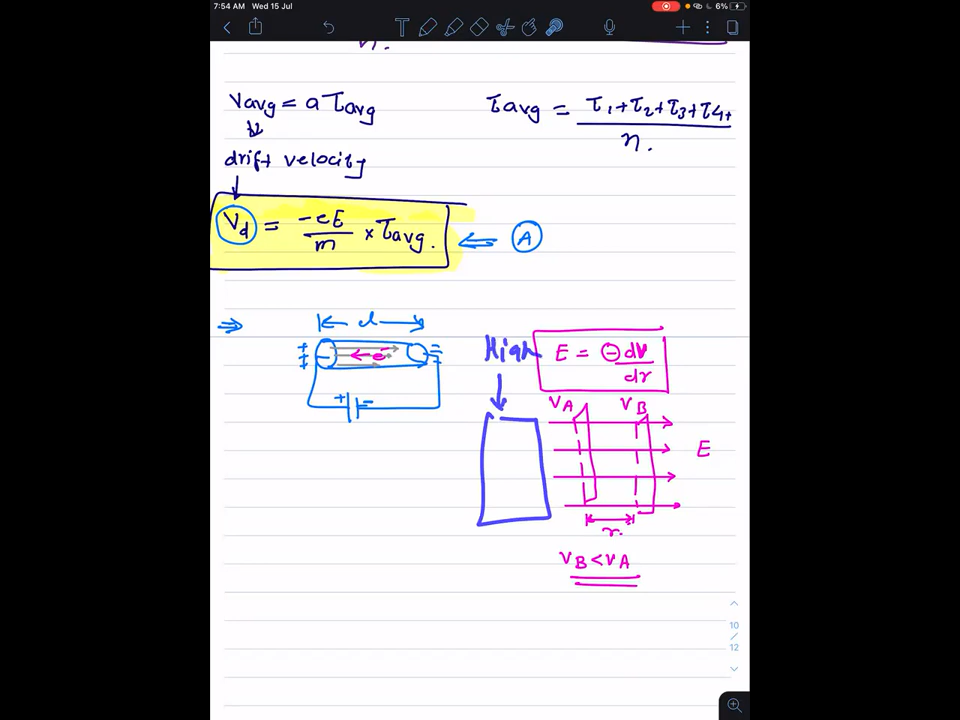 7:54 AM Wed 15 Jul
6%
n.
Vavg = a τavg
τavg = τ1+τ2+τ3+τ4+
n.
drift velocity
Vd = -eE × τavg.
m
A
l
High
E = - dV
dr
+ - + -
e-
+ -
VA VB
E
r.
VB < VA
10
/
12